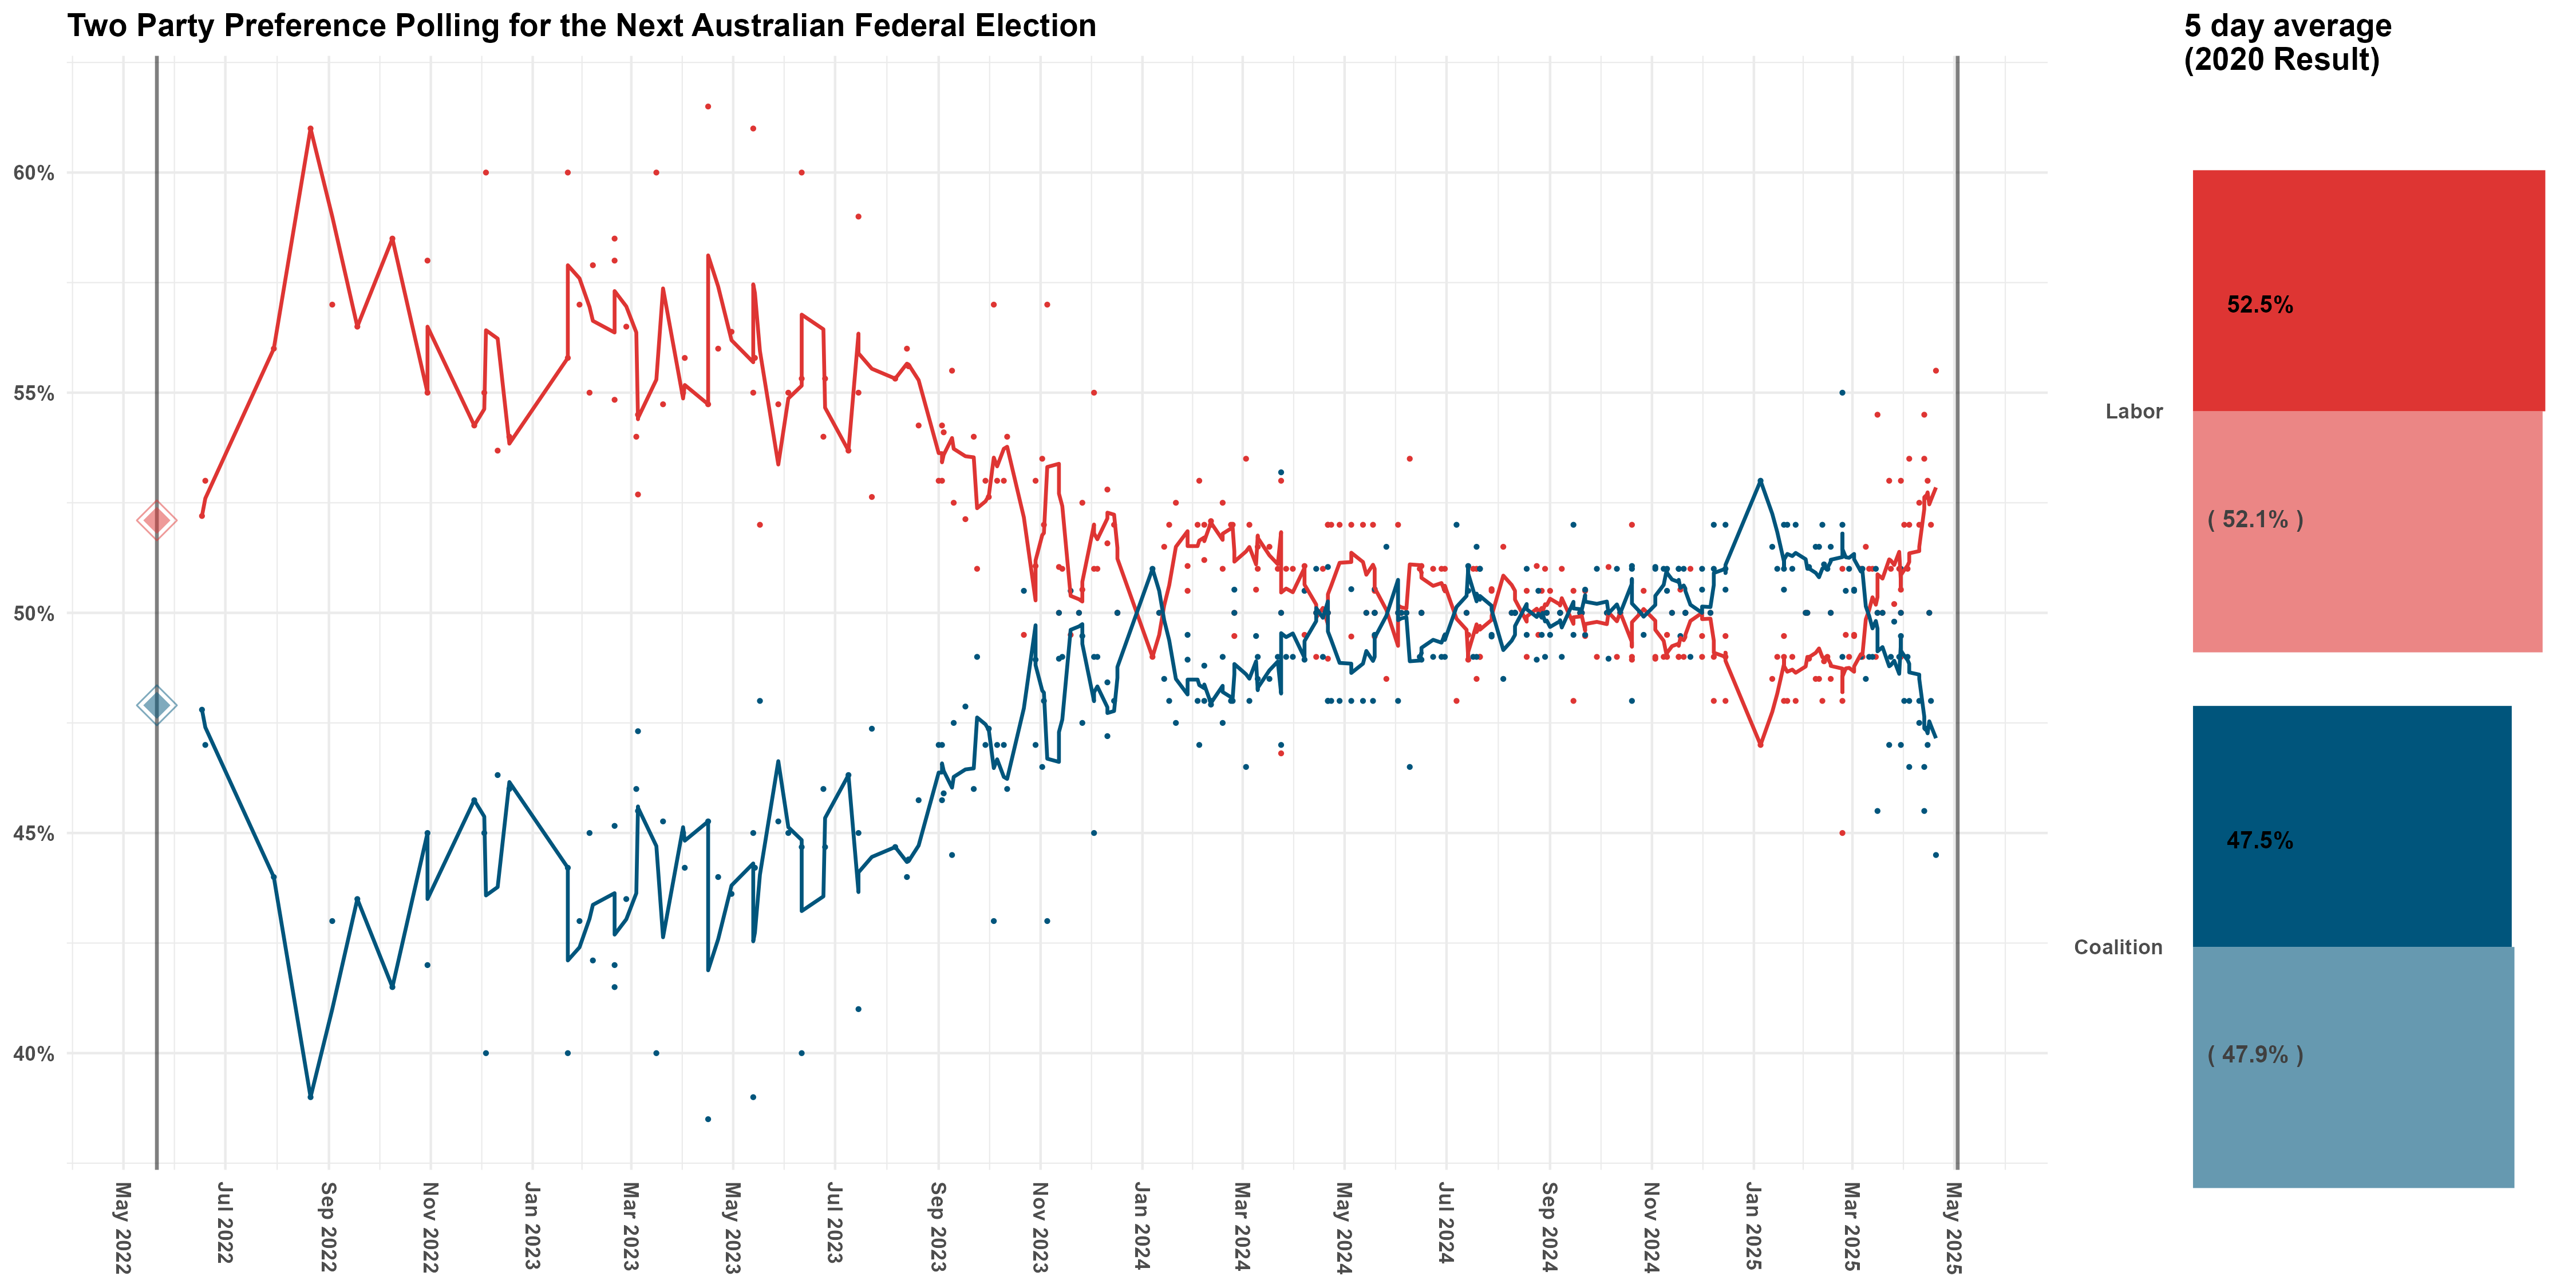 Two Party Preference Polling for the Next Australian Federal Election
5 day average
(2020 Result)
60%
55%
50%
45%
40%
May 2022
Jul 2022
Sep 2022
Nov 2022
Jan 2023
Mar 2023
May 2023
Jul 2023
Sep 2023
Nov 2023
Jan 2024
Mar 2024
May 2024
Jul 2024
Sep 2024
Nov 2024
Jan 2025
Mar 2025
May 2025
Labor
52.5%
( 52.1% )
Coalition
47.5%
( 47.9% )